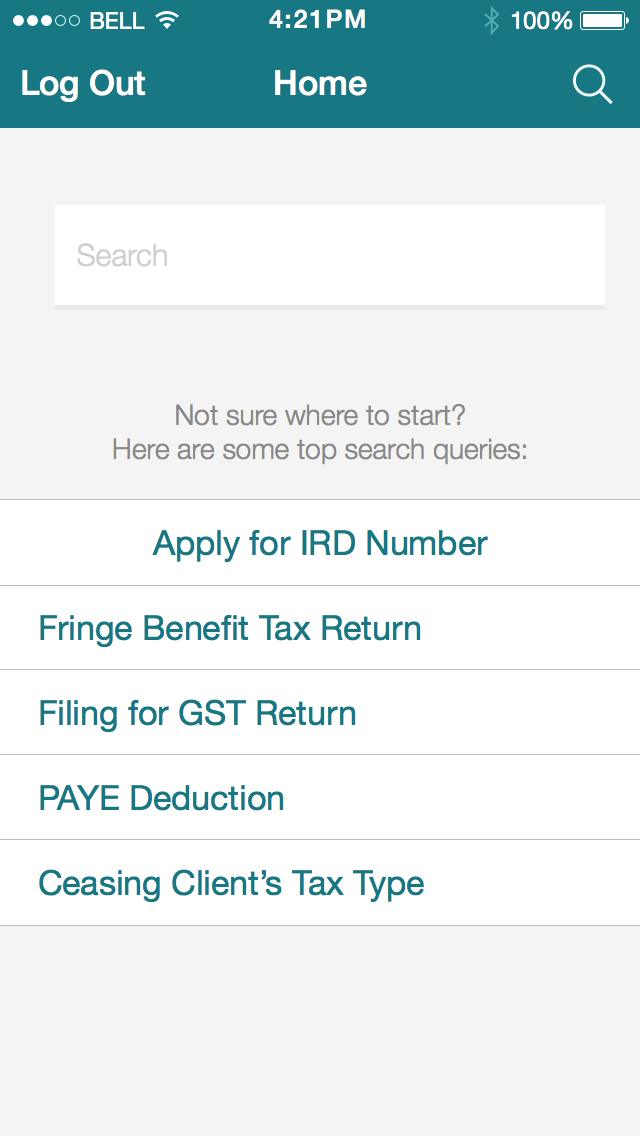 BELL 4:21PM 100%
Log Out Home
Search
Not sure where to start?
Here are some top search queries:
Apply for IRD Number
Fringe Benefit Tax Return
Filing for GST Return
PAYE Deduction
Ceasing Client’s Tax Type